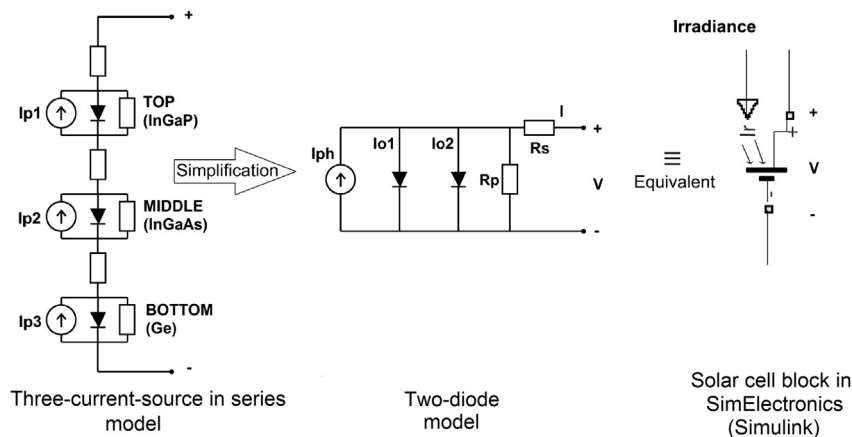 +
Ip1
TOP
(InGaP)
Ip2
MIDDLE
(InGaAs)
Ip3
BOTTOM
(Ge)
-
Three-current-source in series
model
Simplification
Iph
Io1
Io2
Rp
Rs
I
+
V
-
Two-diode
model
≡
Equivalent
Irradiance
Ir
+
+
V
-
-
Solar cell block in
SimElectronics
(Simulink)